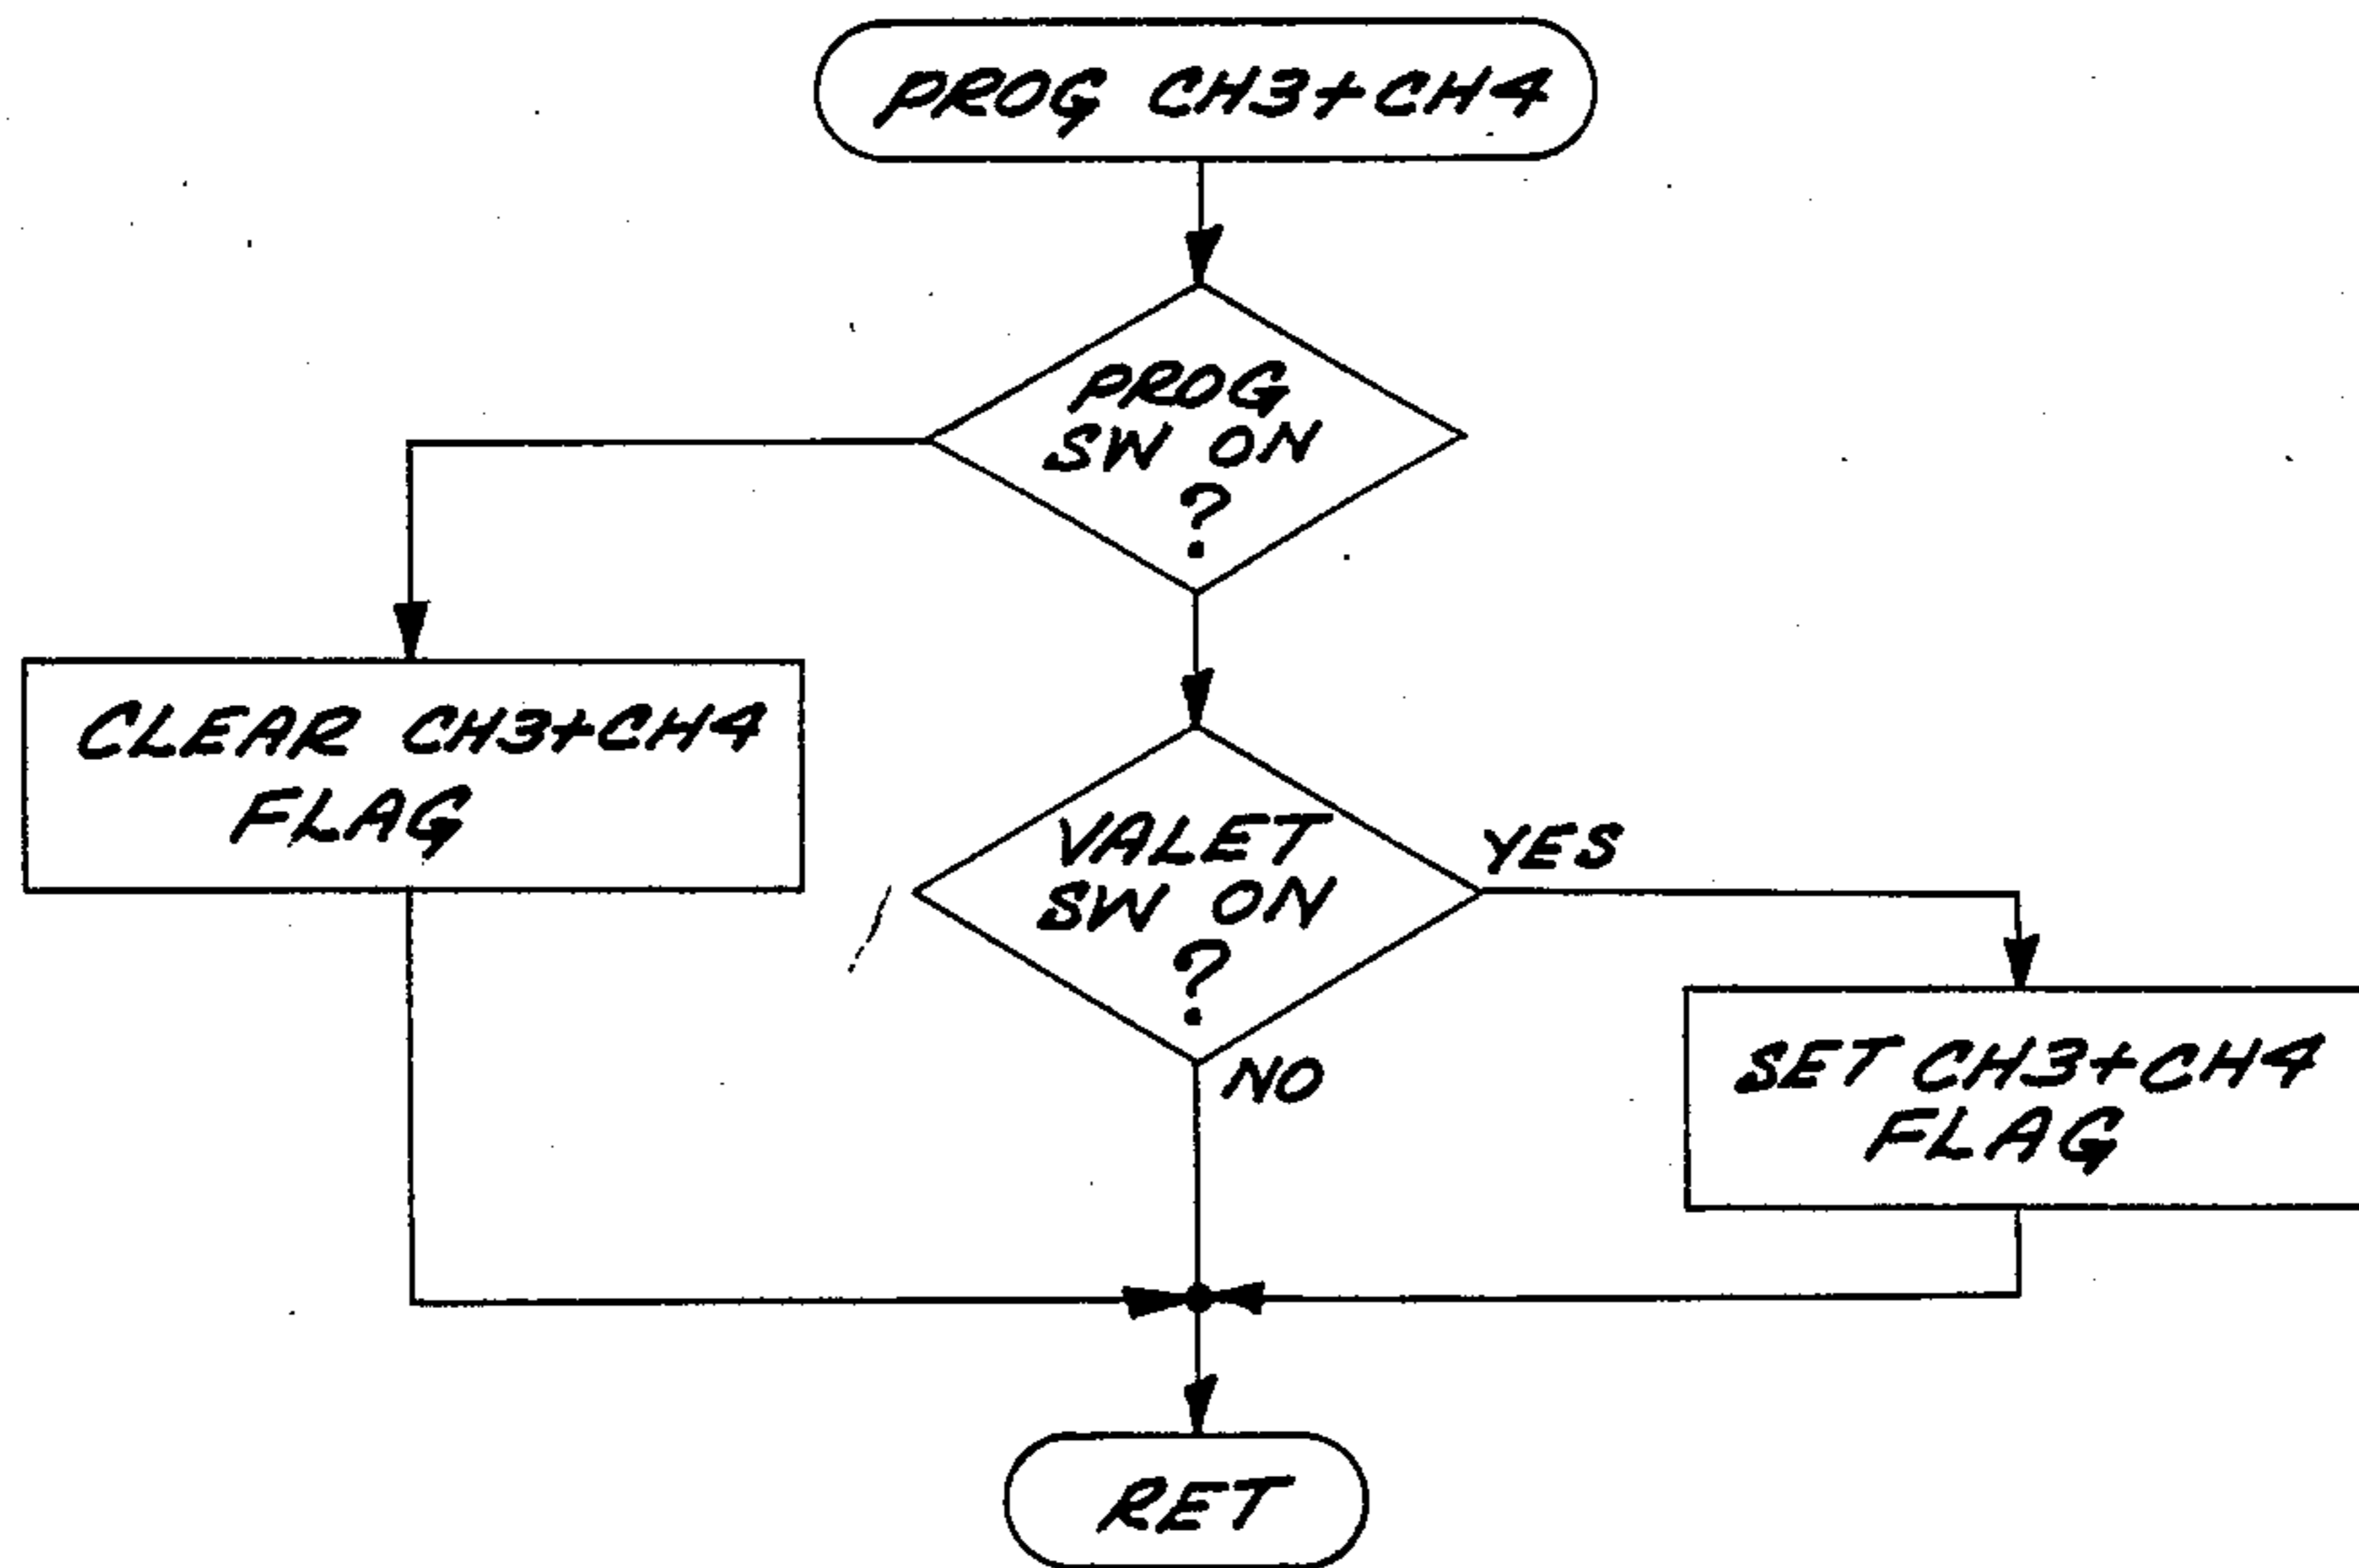 PROG CH3+CH4
PROG
SW ON
?
CLEAR CH3+CH4
FLAG
VALET
SW ON
?
YES
NO
SET CH3+CH4
FLAG
RET